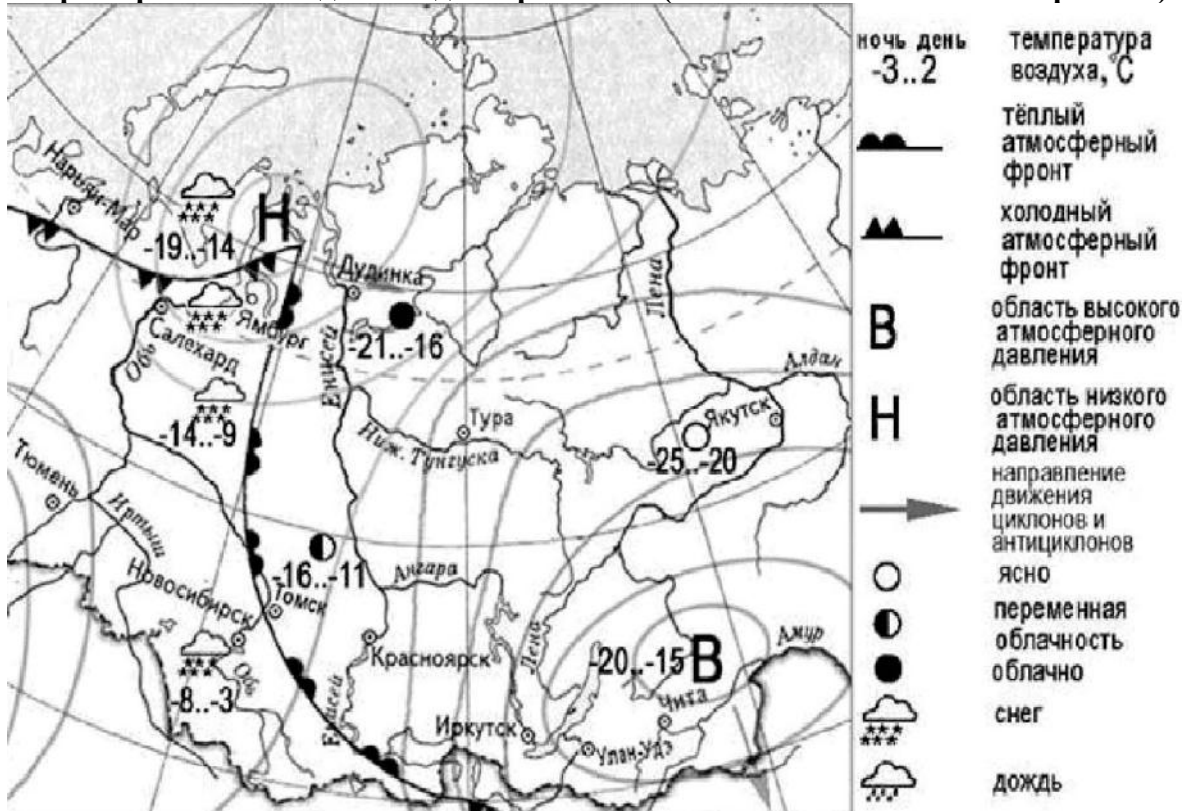 Нарьян-Мар
-19..-14
Н
Дудинка
Салехард
Ямбург
-21..-16
Обь
Енисей
Лена
Алдан
-14..-9
Тура
Якутск
Ниж. Тунгуска
-25..-20
Тюмень
Иртыш
-16..-11
Ангара
Новосибирск
Томск
Красноярск
Лена
-20..-15
В
Амур
Обь
-8..-3
Енисей
Иркутск
Улан-Удэ
Чита
ночь день
-3..2
температура
воздуха,°С
тёплый
атмосферный
фронт
холодный
атмосферный
фронт
В
область высокого
атмосферного
давления
Н
область низкого
атмосферного
давления
направление
движения
циклонов и
антициклонов
ясно
переменная
облачность
облачно
снег
дождь